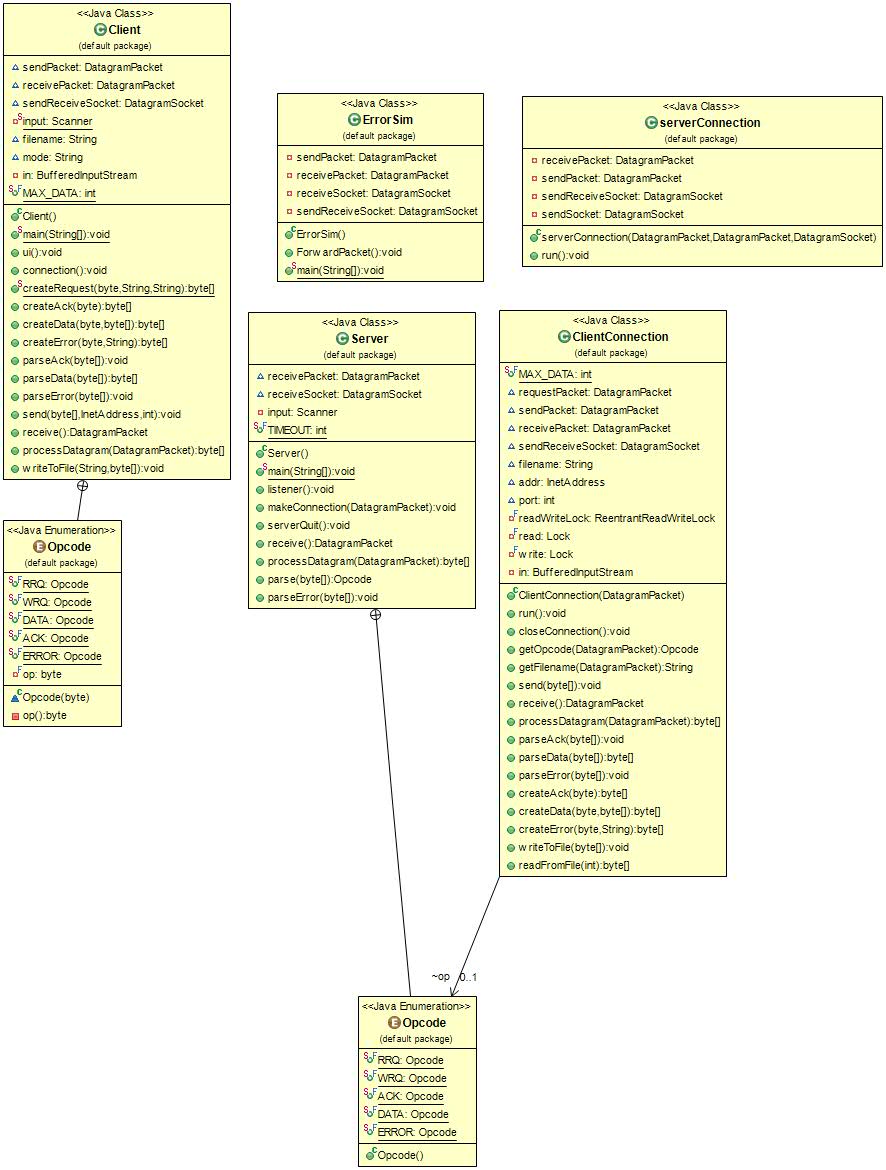 <<Java Class>>
Client
(default package)
sendPacket: DatagramPacket
receivePacket: DatagramPacket
sendReceiveSocket: DatagramSocket
input: Scanner
filename: String
mode: String
in: BufferedInputStream
MAX_DATA: int
Client()
main(String[]):void
ui():void
connection():void
createRequest(byte,String,String):byte[]
createAck(byte):byte[]
createData(byte,byte[]):byte[]
createError(byte,String):byte[]
parseAck(byte[]):void
parseData(byte[]):byte[]
parseError(byte[]):void
send(byte[],InetAddress,int):void
receive():DatagramPacket
processDatagram(DatagramPacket):byte[]
writeToFile(String,byte[]):void
<<Java Enumeration>>
Opcode
(default package)
RRQ: Opcode
WRQ: Opcode
DATA: Opcode
ACK: Opcode
ERROR: Opcode
op: byte
Opcode(byte)
op():byte
<<Java Class>>
ErrorSim
(default package)
sendPacket: DatagramPacket
receivePacket: DatagramPacket
receiveSocket: DatagramSocket
sendReceiveSocket: DatagramSocket
ErrorSim()
ForwardPacket():void
main(String[]):void
<<Java Class>>
serverConnection
(default package)
receivePacket: DatagramPacket
sendPacket: DatagramPacket
sendReceiveSocket: DatagramSocket
sendSocket: DatagramSocket
serverConnection(DatagramPacket,DatagramPacket,DatagramSocket)
run():void
<<Java Class>>
Server
(default package)
receivePacket: DatagramPacket
receiveSocket: DatagramSocket
input: Scanner
TIMEOUT: int
Server()
main(String[]):void
listener():void
makeConnection(DatagramPacket):void
serverQuit():void
receive():DatagramPacket
processDatagram(DatagramPacket):byte[]
parse(byte[]):Opcode
parseError(byte[]):void
<<Java Class>>
ClientConnection
(default package)
MAX_DATA: int
requestPacket: DatagramPacket
sendPacket: DatagramPacket
receivePacket: DatagramPacket
sendReceiveSocket: DatagramSocket
filename: String
addr: InetAddress
port: int
readWriteLock: ReentrantReadWriteLock
read: Lock
write: Lock
in: BufferedInputStream
ClientConnection(DatagramPacket)
run():void
closeConnection():void
getOpcode(DatagramPacket):Opcode
getFilename(DatagramPacket):String
send(byte[]):void
receive():DatagramPacket
processDatagram(DatagramPacket):byte[]
parseAck(byte[]):void
parseData(byte[]):byte[]
parseError(byte[]):void
createAck(byte):byte[]
createData(byte,byte[]):byte[]
createError(byte,String):byte[]
writeToFile(byte[]):void
readFromFile(int):byte[]
~op 0..1
<<Java Enumeration>>
Opcode
(default package)
RRQ: Opcode
WRQ: Opcode
ACK: Opcode
DATA: Opcode
ERROR: Opcode
Opcode()